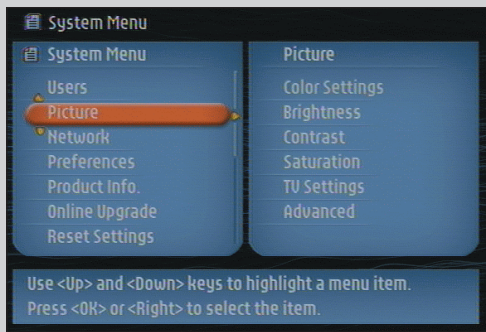 System Menu
System Menu
Users
Picture
Network
Preferences
Product Info.
Online Upgrade
Reset Settings
Picture
Color Settings
Brightness
Contrast
Saturation
TV Settings
Advanced
Use <Up> and <Down> keys to highlight a menu item.
Press <OK> or <Right> to select the item.